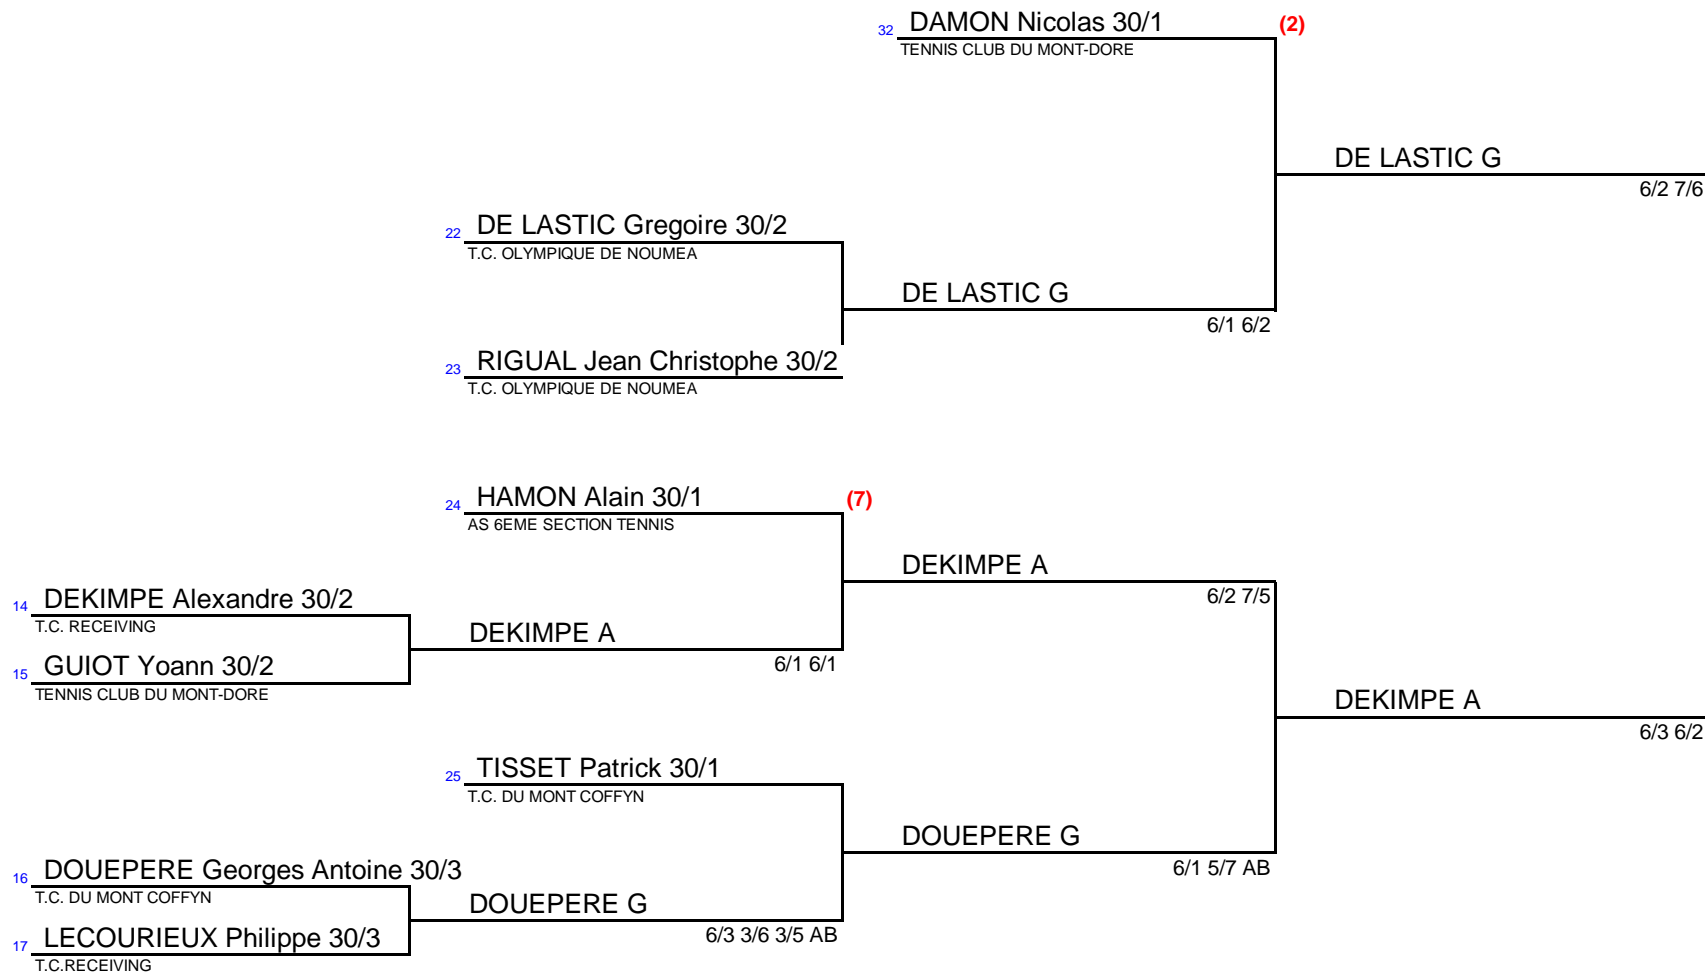 32 DAMON Nicolas 30/1 (2)
TENNIS CLUB DU MONT-DORE
DE LASTIC G
6/2 7/6
22 DE LASTIC Gregoire 30/2
T.C. OLYMPIQUE DE NOUMEA
DE LASTIC G
6/1 6/2
23 RIGUAL Jean Christophe 30/2
T.C. OLYMPIQUE DE NOUMEA
24 HAMON Alain 30/1 (7)
AS 6EME SECTION TENNIS
DEKIMPE A
6/2 7/5
14 DEKIMPE Alexandre 30/2
T.C. RECEIVING
DEKIMPE A
6/1 6/1
15 GUIOT Yoann 30/2
TENNIS CLUB DU MONT-DORE
DEKIMPE A
6/3 6/2
25 TISSET Patrick 30/1
T.C. DU MONT COFFYN
DOUEPERE G
6/1 5/7 AB
16 DOUEPERE Georges Antoine 30/3
T.C. DU MONT COFFYN
DOUEPERE G
6/3 3/6 3/5 AB
17 LECOURIEUX Philippe 30/3
T.C.RECEIVING